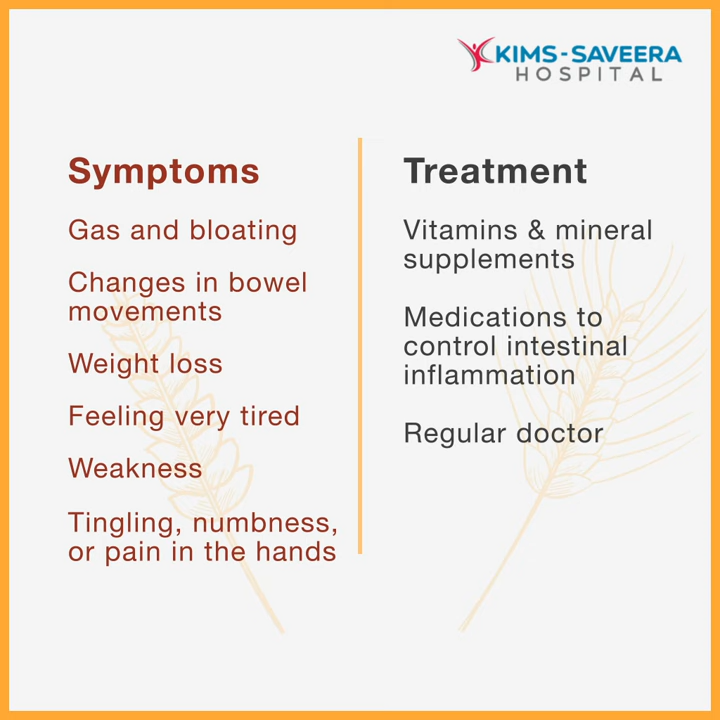 KIMS-SAVEERA
HOSPITAL
Symptoms
Gas and bloating
Changes in bowel
movements
Weight loss
Feeling very tired
Weakness
Tingling, numbness,
or pain in the hands
Treatment
Vitamins & mineral
supplements
Medications to
control intestinal
inflammation
Regular doctor